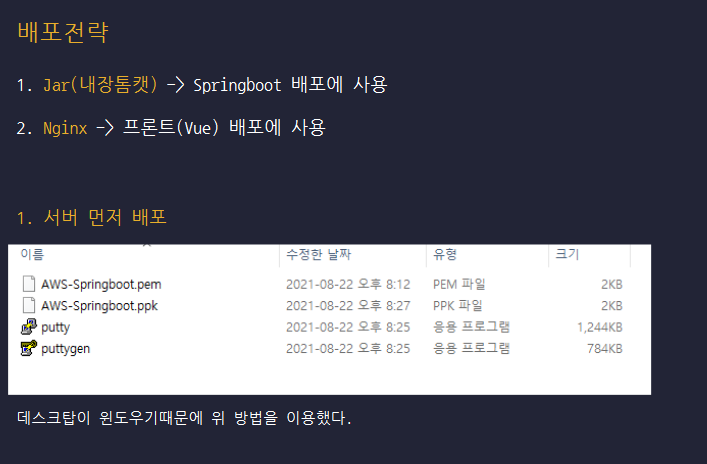 배포전략
1. Jar(내장톰캣) -> Springboot 배포에 사용
2. Nginx -> 프론트(Vue) 배포에 사용
1. 서버 먼저 배포
이름 수정한 날짜 유형 크기
AWS-Springboot.pem 2021-08-22 오후 8:12 PEM 파일 2KB
AWS-Springboot.ppk 2021-08-22 오후 8:27 PPK 파일 2KB
putty 2021-08-22 오후 8:25 응용 프로그램 1,244KB
puttygen 2021-08-22 오후 8:25 응용 프로그램 784KB
데스크탑이 윈도우기때문에 위 방법을 이용했다.